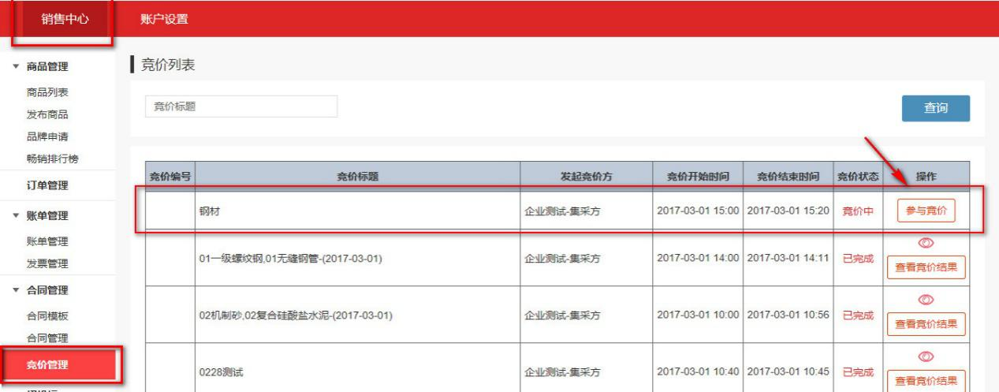 销售中心 账户设置
商品管理
商品列表
发布商品
品牌申请
畅销排行榜
订单管理
账单管理
账单管理
发票管理
合同管理
合同模板
合同管理
竞价管理
竞价列表
竞价标题 查询
竞价编号 竞价标题 发起竞价方 竞价开始时间 竞价结束时间 竞价状态 操作
钢材 企业测试-集采方 2017-03-01 15:00 2017-03-01 15:20 竞价中 参与竞价
01一级螺纹钢,01无缝钢管-(2017-03-01) 企业测试-集采方 2017-03-01 14:00 2017-03-01 14:11 已完成 查看竞价结果
02机制砂,02复合硅酸盐水泥-(2017-03-01) 企业测试-集采方 2017-03-01 10:00 2017-03-01 10:56 已完成 查看竞价结果
0228测试 企业测试-集采方 2017-03-01 10:40 2017-03-01 10:45 已完成 查看竞价结果